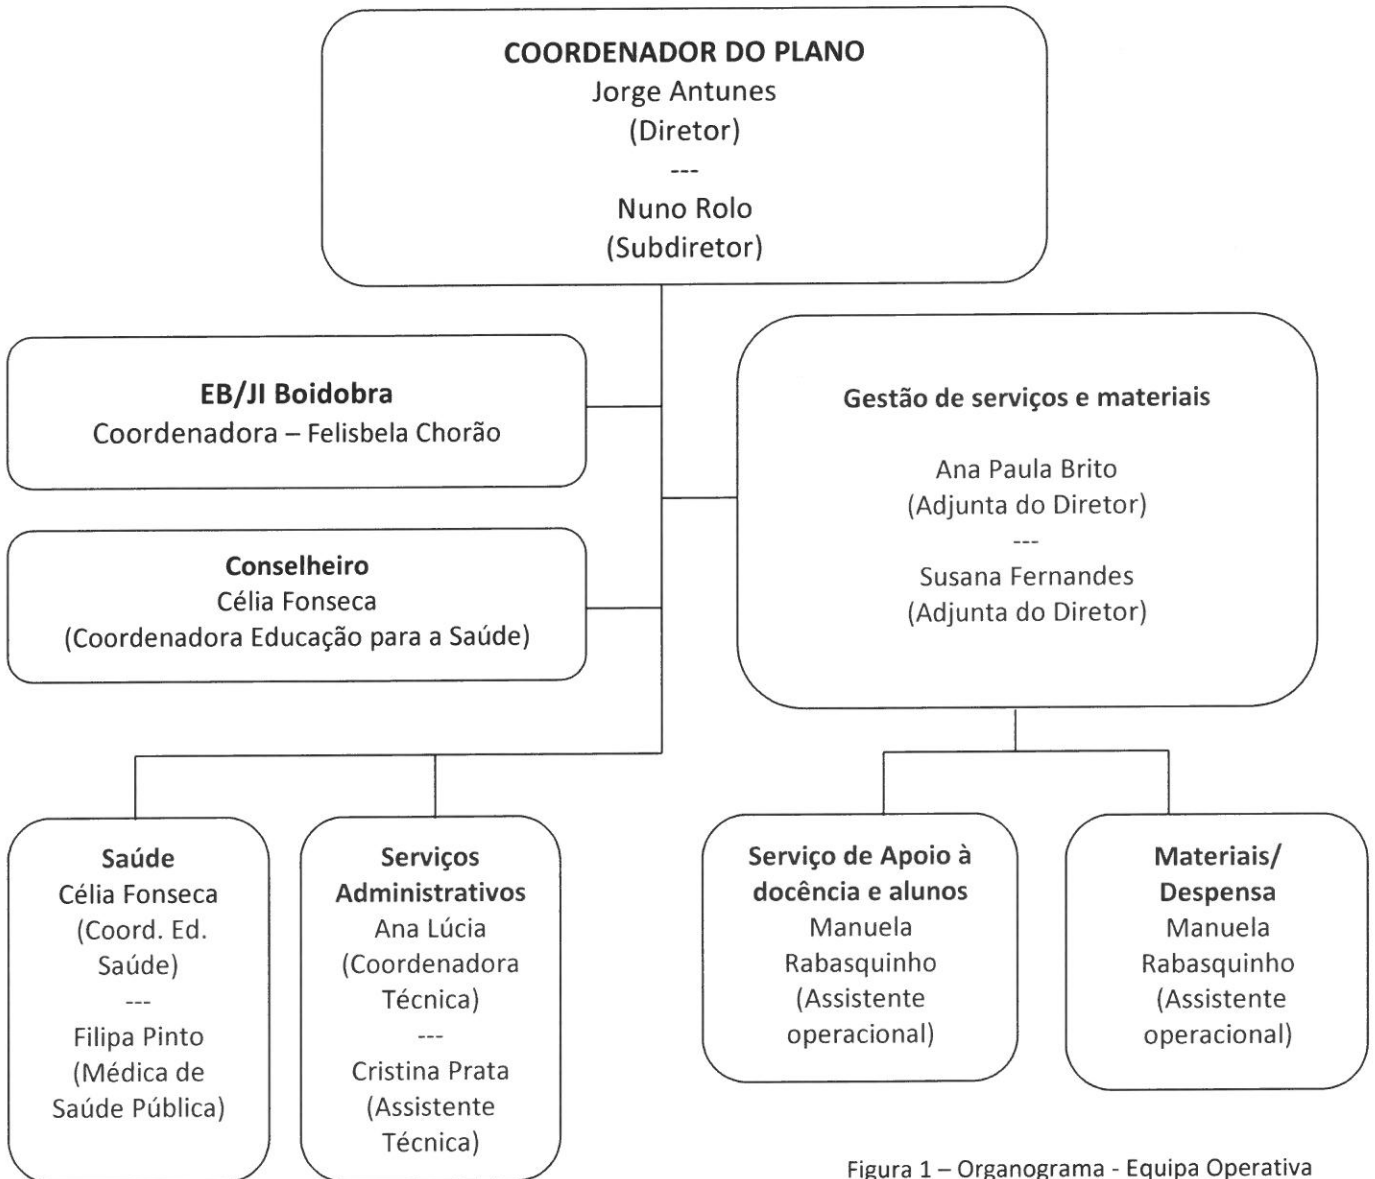 COORDENADOR DO PLANO
Jorge Antunes
(Diretor)
---
Nuno Rolo
(Subdiretor)
EB/JI Boidobra
Coordenadora – Felisbela Chorão
Gestão de serviços e materiais
Ana Paula Brito
(Adjunta do Diretor)
---
Susana Fernandes
(Adjunta do Diretor)
Conselheiro
Célia Fonseca
(Coordenadora Educação para a Saúde)
Saúde
Célia Fonseca
(Coord. Ed.
Saúde)
---
Filipa Pinto
(Médica de
Saúde Pública)
Serviços
Administrativos
Ana Lúcia
(Coordenadora
Técnica)
---
Cristina Prata
(Assistente
Técnica)
Serviço de Apoio à
docência e alunos
Manuela
Rabasquinho
(Assistente
operacional)
Materiais/
Despensa
Manuela
Rabasquinho
(Assistente
operacional)
Figura 1 – Organograma - Equipa Operativa